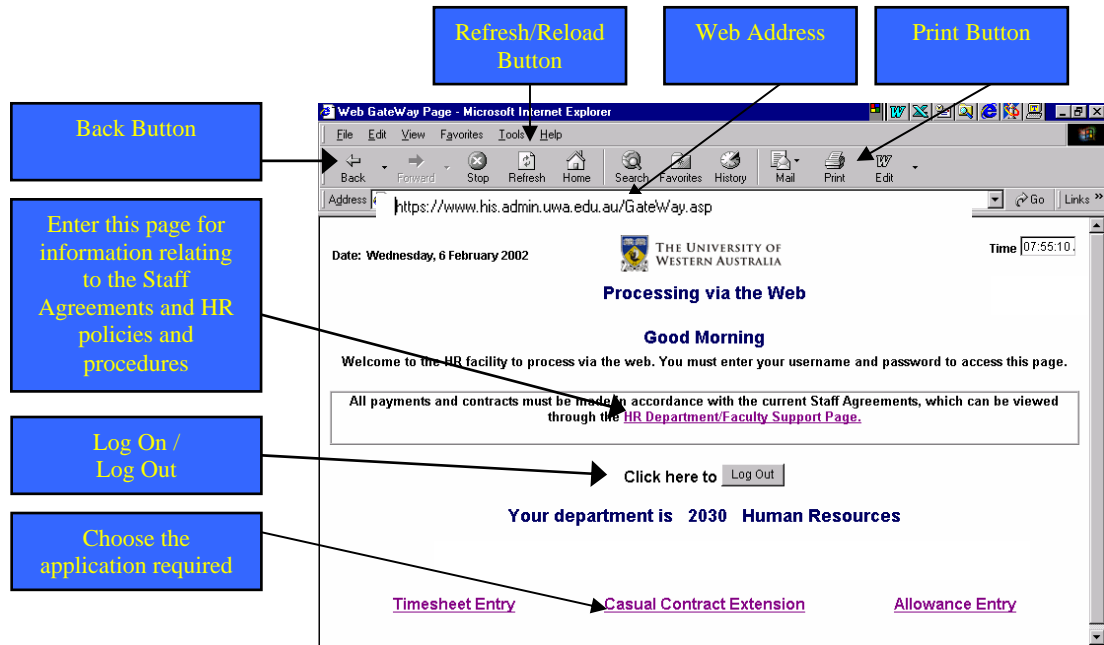 Refresh/Reload
Button
Web Address
Print Button
Back Button
Enter this page for
information relating
to the Staff
Agreements and HR
policies and
procedures
Log On /
Log Out
Choose the
application required
Web GateWay Page - Microsoft Internet Explorer
File Edit View Favorites Tools Help
Back Forward Stop Refresh Home Search Favorites History Mail Print Edit
Address https://www.his.admin.uwa.edu.au/GateWay.asp Go Links »
Date: Wednesday, 6 February 2002
THE UNIVERSITY OF
WESTERN AUSTRALIA
Time 07:55:10
Processing via the Web
Good Morning
Welcome to the HR facility to process via the web. You must enter your username and password to access this page.
All payments and contracts must be made in accordance with the current Staff Agreements, which can be viewed
through the HR Department/Faculty Support Page.
Click here to Log Out
Your department is 2030 Human Resources
Timesheet Entry Casual Contract Extension Allowance Entry